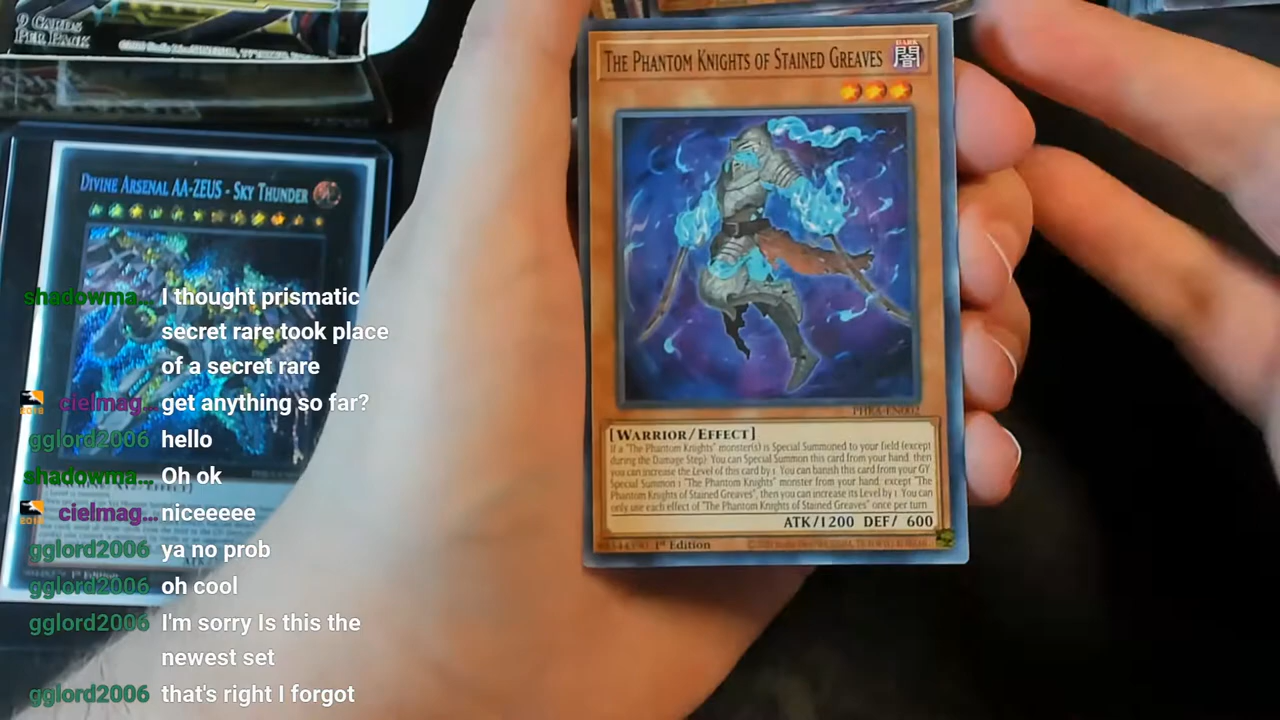 9 CARDS
PER PACK
DIVINE ARSENAL AA-ZEUS - SKY THUNDER
THE PHANTOM KNIGHTS OF STAINED GREAVES
DARK
闇
PHRA-EN002
[WARRIOR/EFFECT]
If a "The Phantom Knights" monster(s) is Special Summoned to your field (except
during the Damage Step): You can Special Summon this card from your hand, then
you can increase the Level of this card by 1. You can banish this card from your GY;
Special Summon 1 "The Phantom Knights" monster from your hand, except "The
Phantom Knights of Stained Greaves", then you can increase its Level by 1. You can
only use each effect of "The Phantom Knights of Stained Greaves" once per turn.
ATK/1200 DEF/ 600
1st Edition
shadowma... I thought prismatic
secret rare took place
of a secret rare
2018 cielmag... get anything so far?
gglord2006 hello
shadowma... Oh ok
2018 cielmag... niceeeee
gglord2006 ya no prob
gglord2006 oh cool
gglord2006 I'm sorry Is this the
newest set
gglord2006 that's right I forgot